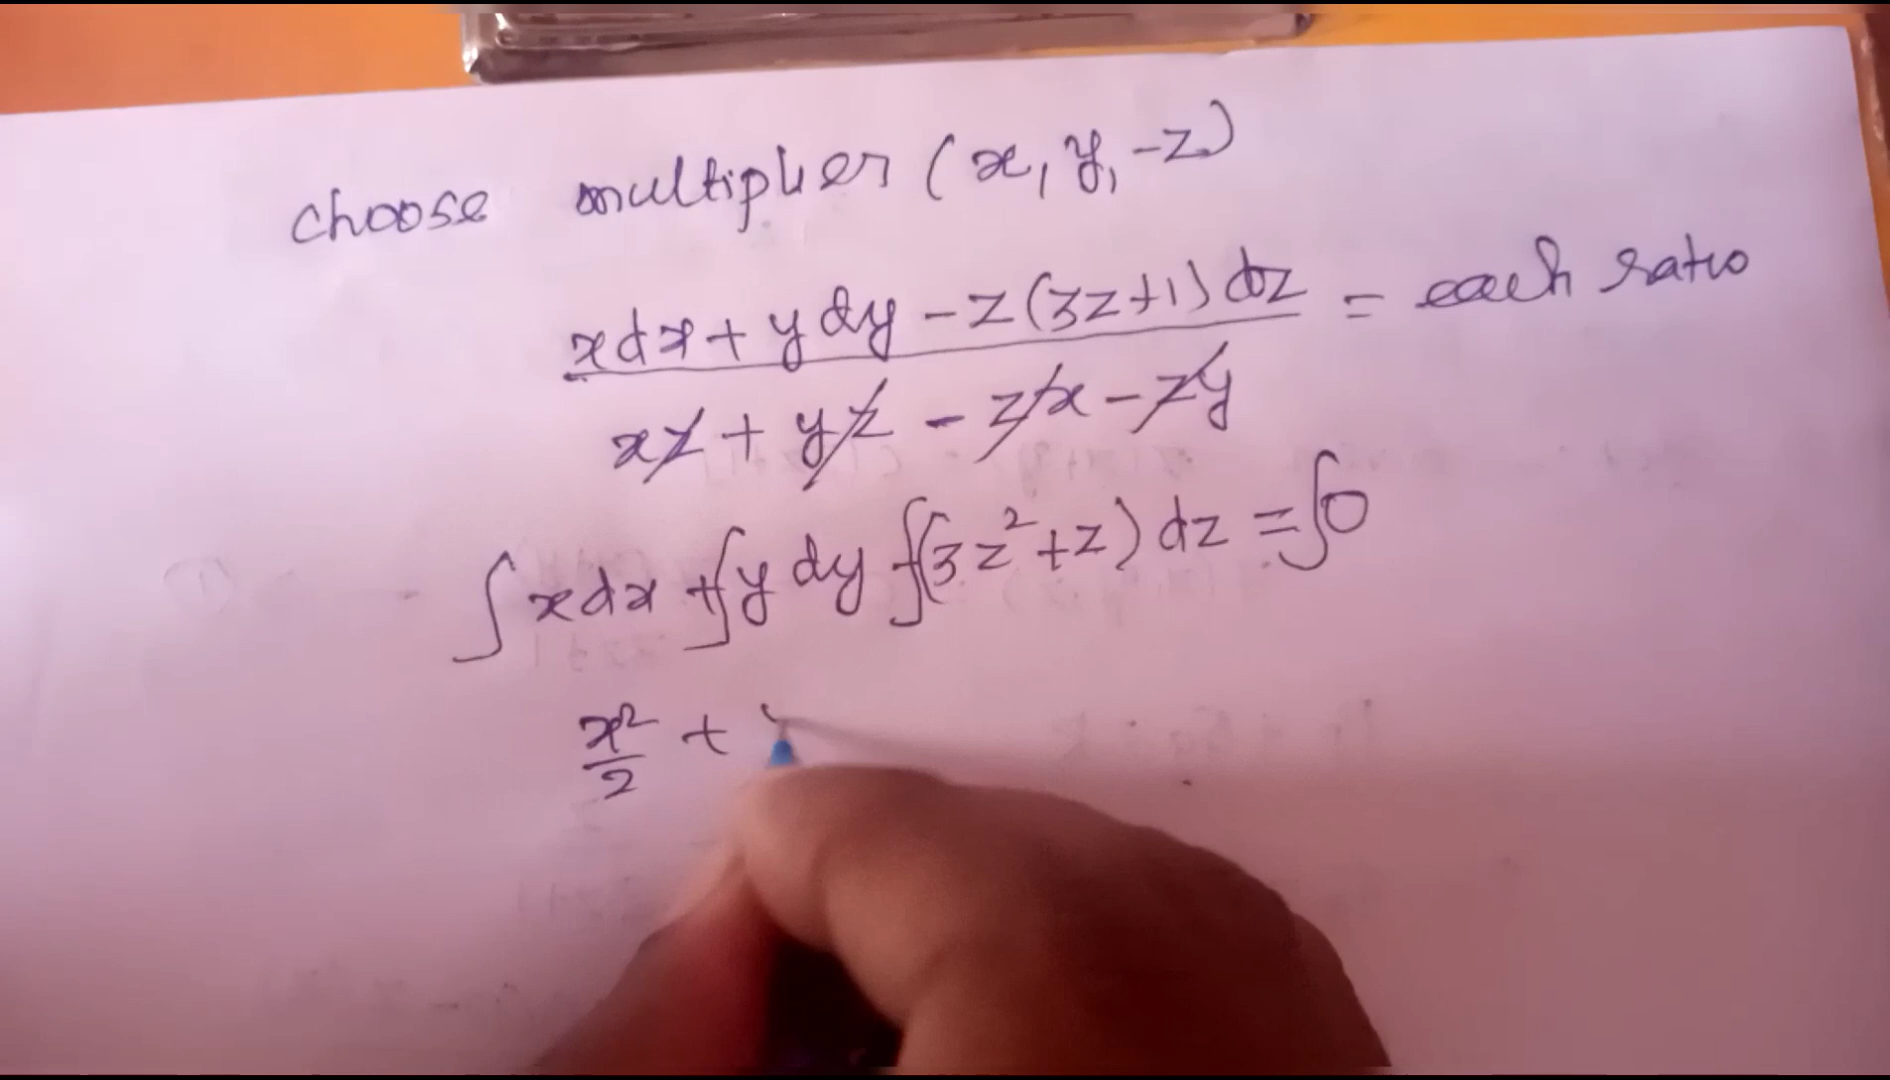 choose multiplier (x, y, -z)
xdx + ydy - z(3z+1)dz = each ratio
xz + yz - zx - zy
∫xdx + ∫y dy - ∫(3z²+z) dz = ∫0
x²/2 +